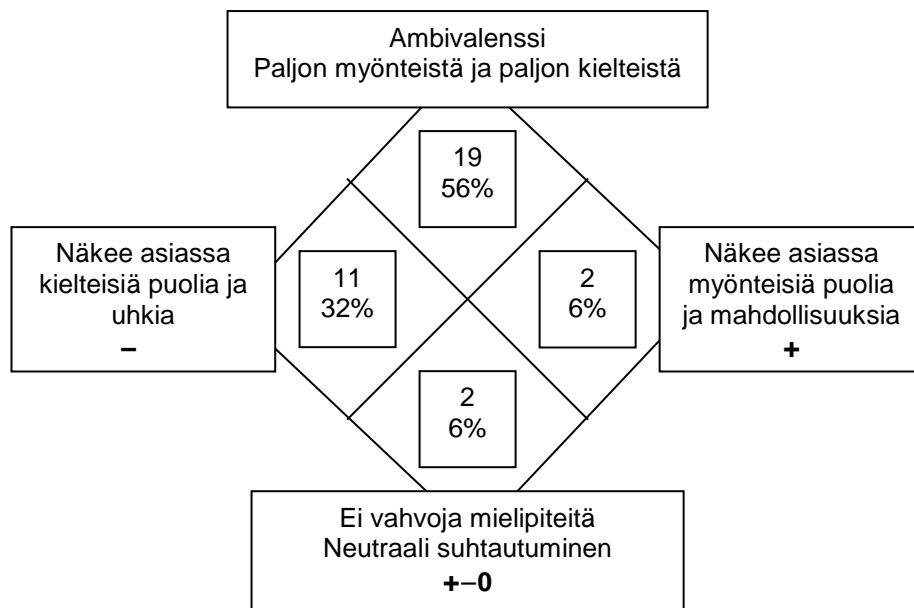 Ambivalenssi
Paljon myönteistä ja paljon kielteistä
19
56%
Näkee asiassa
kielteisiä puolia ja
uhkia
–
11
32%
2
6%
Näkee asiassa
myönteisiä puolia
ja mahdollisuuksia
+
2
6%
Ei vahvoja mielipiteitä
Neutraali suhtautuminen
+–0